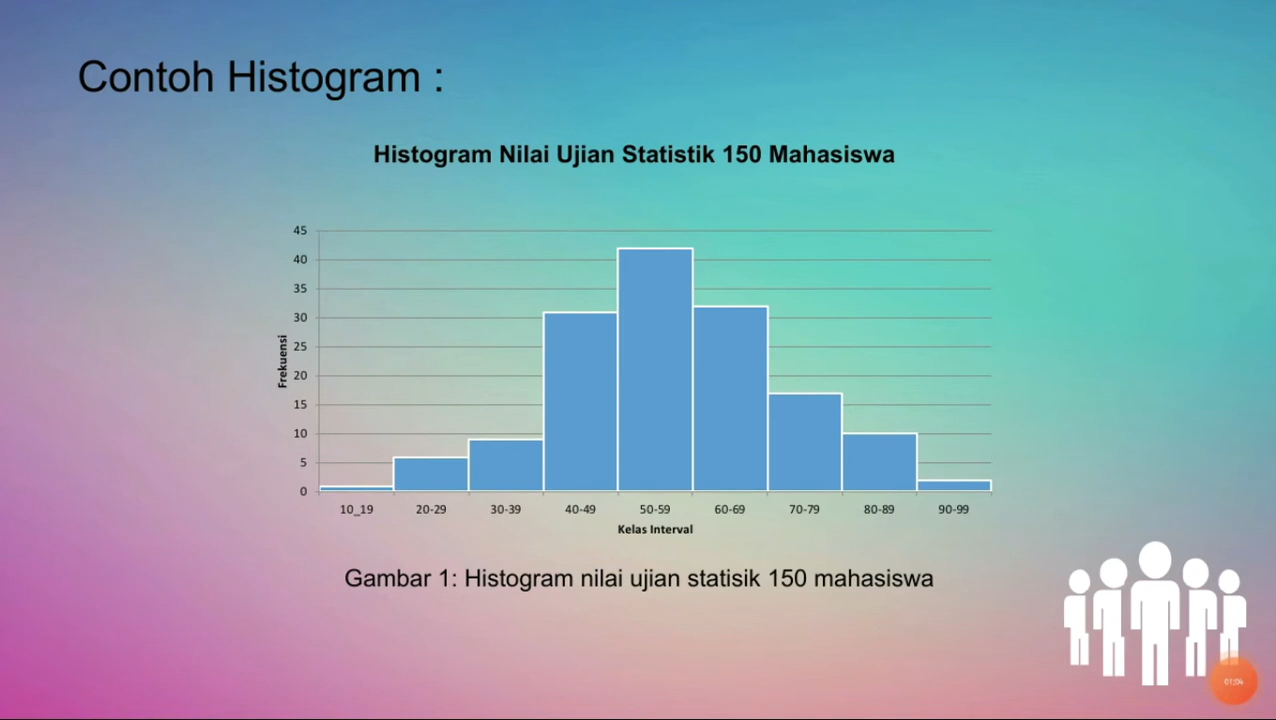 Contoh Histogram :
Histogram Nilai Ujian Statistik 150 Mahasiswa
45
40
35
30
25
20
15
10
5
0
Frekuensi
10_19 20-29 30-39 40-49 50-59 60-69 70-79 80-89 90-99
Kelas Interval
Gambar 1: Histogram nilai ujian statisik 150 mahasiswa
01:04